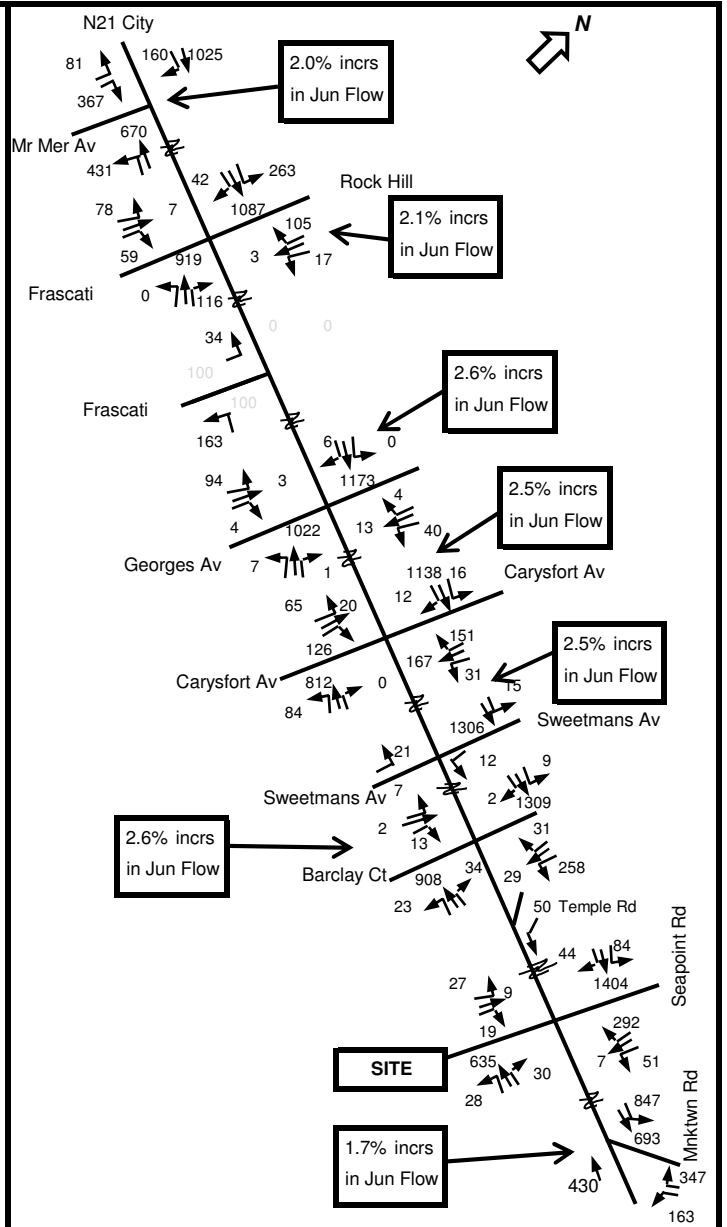 N21 City
N
81
160
1025
367
2.0% incrs
in Jun Flow
Mr Mer Av
670
431
42
263
Rock Hill
78
7
1087
105
2.1% incrs
in Jun Flow
59
919
3
17
Frascati
0
116
0
0
34
100
100
Frascati
163
2.6% incrs
in Jun Flow
6
0
94
3
1173
4
4
1022
13
40
2.5% incrs
in Jun Flow
Georges Av
7
1
1138
16
Carysfort Av
12
65
20
126
151
167
31
2.5% incrs
in Jun Flow
Carysfort Av
812
0
84
15
1306
Sweetmans Av
21
12
9
Sweetmans Av
7
2
1309
2
13
31
2.6% incrs
in Jun Flow
Barclay Ct
908
34
29
258
23
50
Temple Rd
44
84
1404
Seapoint Rd
27
9
19
292
SITE
635
30
7
51
28
847
693
Mnktwn Rd
1.7% incrs
in Jun Flow
430
347
163